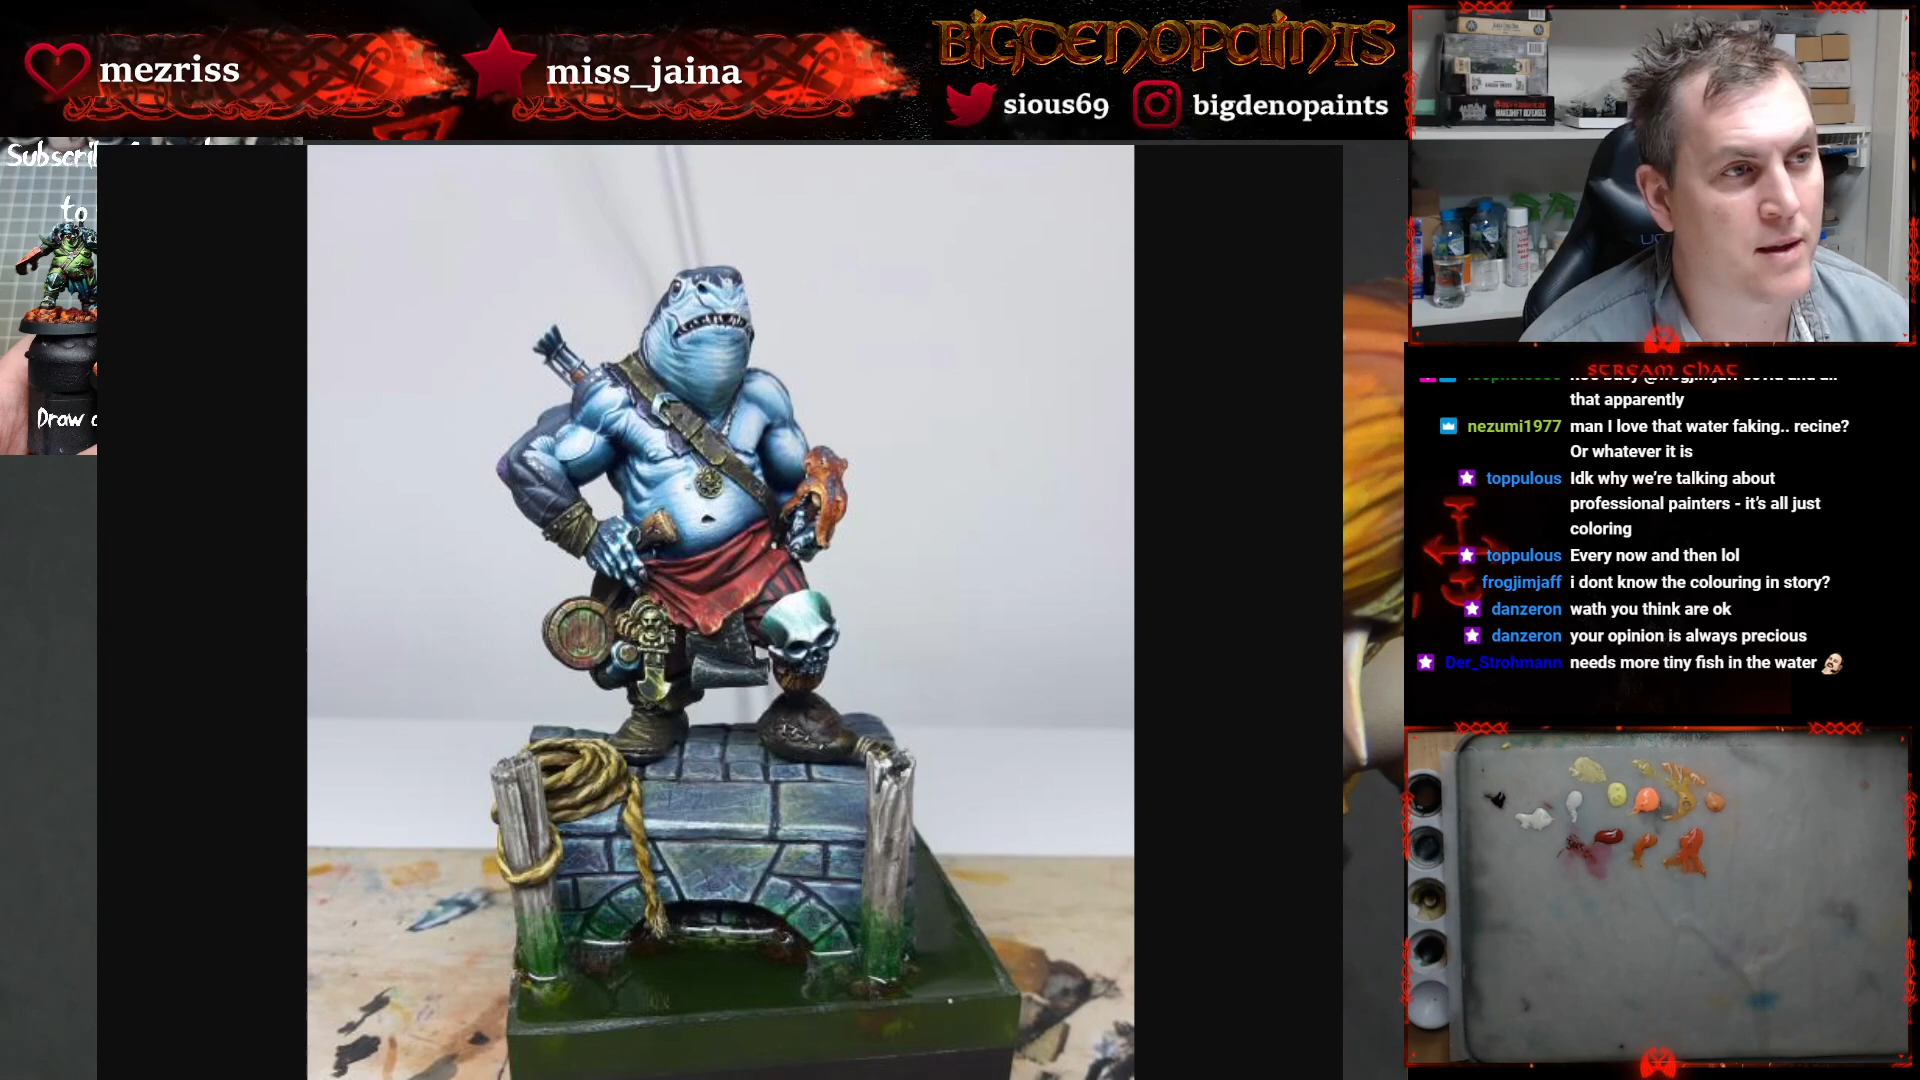 mezriss
miss_jaina
BIGDENOPAINTS
sious69
bigdenopaints
to
Draw
STREAM CHAT
that apparently
nezumi1977 man I love that water faking.. recine?
Or whatever it is
toppulous Idk why we're talking about
professional painters - it's all just
coloring
toppulous Every now and then lol
frogjimjaff i dont know the colouring in story?
danzeron wath you think are ok
danzeron your opinion is always precious
Der_Strohmann needs more tiny fish in the water